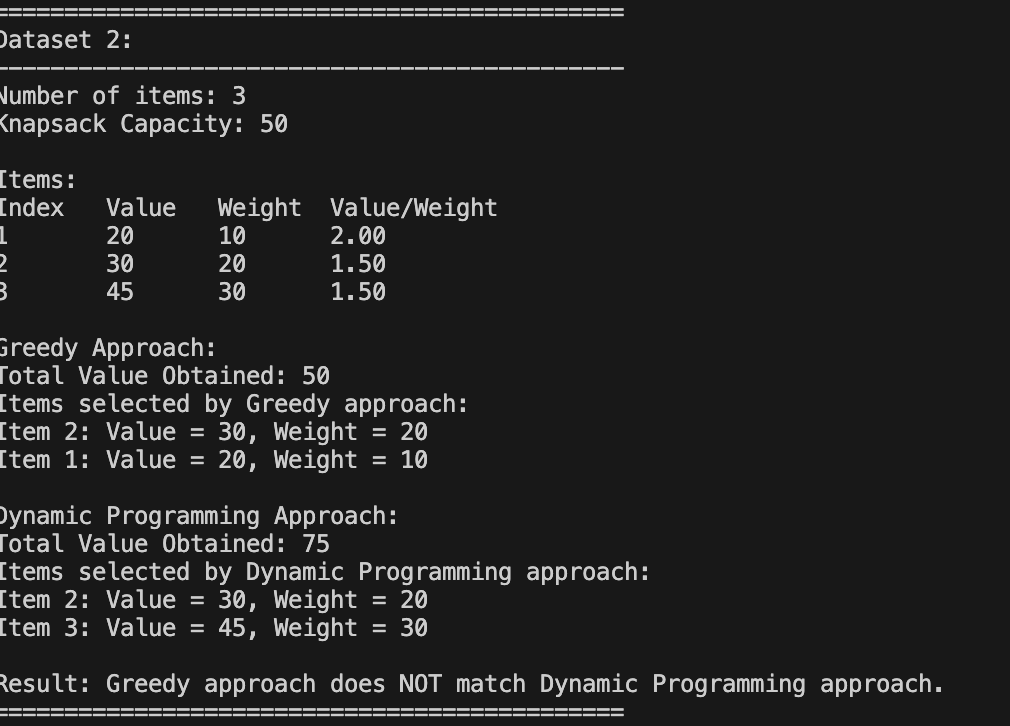 =============================================
Dataset 2:
---------------------------------------------
Number of items: 3
Knapsack Capacity: 50
Items:
Index Value Weight Value/Weight
1 20 10 2.00
2 30 20 1.50
3 45 30 1.50
Greedy Approach:
Total Value Obtained: 50
Items selected by Greedy approach:
Item 2: Value = 30, Weight = 20
Item 1: Value = 20, Weight = 10
Dynamic Programming Approach:
Total Value Obtained: 75
Items selected by Dynamic Programming approach:
Item 2: Value = 30, Weight = 20
Item 3: Value = 45, Weight = 30
Result: Greedy approach does NOT match Dynamic Programming approach.
=============================================